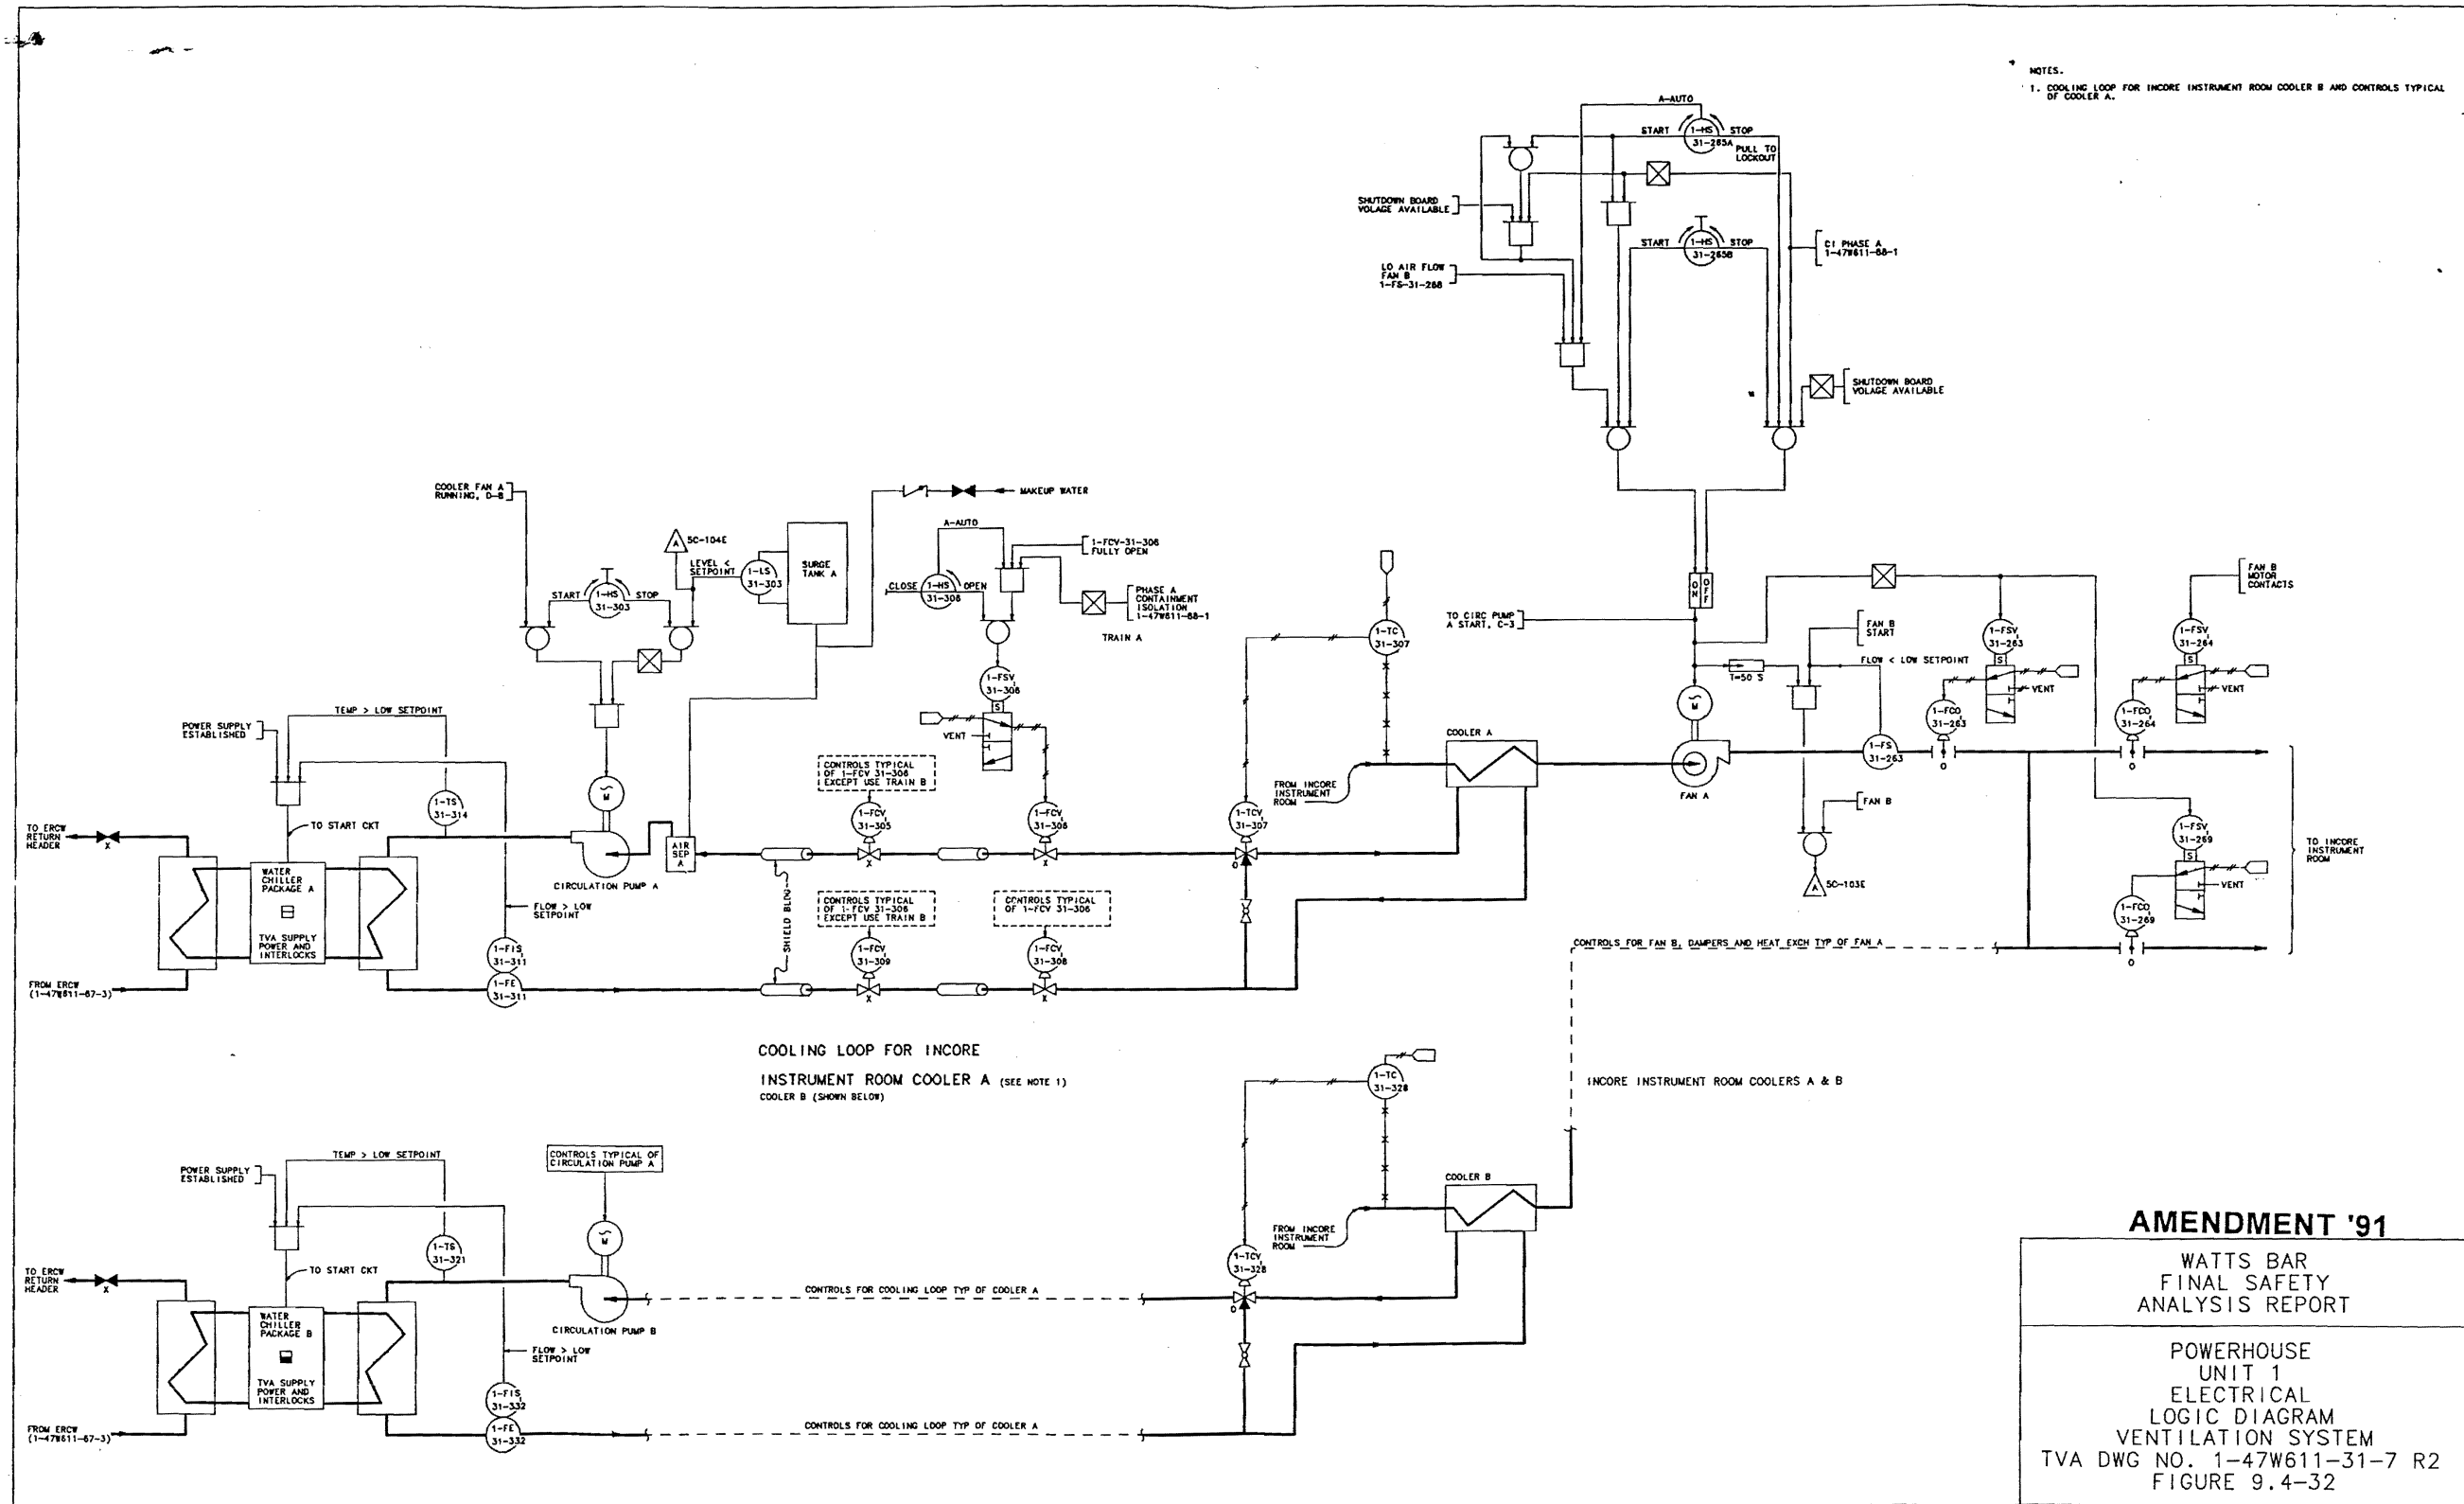 NOTES.
1. COOLING LOOP FOR INCORE INSTRUMENT ROOM COOLER B AND CONTROLS TYPICAL
OF COOLER A.
A-AUTO
START
1-HS
31-265A
STOP
PULL TO
LOCKOUT
SHUTDOWN BOARD
VOLAGE AVAILABLE
START
1-HS
31-265B
STOP
CI PHASE A
1-47W611-88-1
LO AIR FLOW
FAN B
1-FS-31-268
SHUTDOWN BOARD
VOLAGE AVAILABLE
COOLER FAN A
RUNNING, D-8
MAKEUP WATER
A
5C-104E
LEVEL <
SETPOINT
1-LS
31-303
SURGE
TANK A
START
1-HS
31-303
STOP
A-AUTO
CLOSE
1-HS
31-306
OPEN
1-FCV-31-306
FULLY OPEN
PHASE A
CONTAINMENT
ISOLATION
1-47W611-88-1
TRAIN A
1-FSV
31-306
S
VENT
1-TC
31-307
ON
OFF
TO CIRC PUMP
A START, C-3
FAN B
START
FLOW < LOW SETPOINT
T=50 S
M
1-FSV
31-263
S
VENT
1-FCO
31-263
FAN B
MOTOR
CONTACTS
1-FSV
31-264
S
VENT
1-FCO
31-264
POWER SUPPLY
ESTABLISHED
TEMP > LOW SETPOINT
1-TS
31-314
M
CONTROLS TYPICAL
OF 1-FCV 31-306
EXCEPT USE TRAIN B
1-FCV
31-305
1-FCV
31-306
1-TCV
31-307
COOLER A
FROM INCORE
INSTRUMENT
ROOM
FAN A
1-FS
31-263
O
O
FAN B
A
5C-103E
1-FSV
31-269
S
VENT
1-FCO
31-269
O
TO INCORE
INSTRUMENT
ROOM
TO ERCW
RETURN
HEADER
X
TO START CKT
WATER
CHILLER
PACKAGE A
TVA SUPPLY
POWER AND
INTERLOCKS
CIRCULATION PUMP A
AIR
SEP
A
X
X
O
FLOW > LOW
SETPOINT
SHIELD BLDG
CONTROLS TYPICAL
OF 1-FCV 31-306
EXCEPT USE TRAIN B
CONTROLS TYPICAL
OF 1-FCV 31-306
1-FIS
31-311
1-FE
31-311
1-FCV
31-309
1-FCV
31-308
X
X
FROM ERCW
(1-47W611-67-3)
CONTROLS FOR FAN B, DAMPERS AND HEAT EXCH TYP OF FAN A
COOLING LOOP FOR INCORE
INSTRUMENT ROOM COOLER A (SEE NOTE 1)
COOLER B (SHOWN BELOW)
INCORE INSTRUMENT ROOM COOLERS A & B
1-TC
31-328
POWER SUPPLY
ESTABLISHED
TEMP > LOW SETPOINT
CONTROLS TYPICAL OF
CIRCULATION PUMP A
1-TS
31-321
M
1-TCV
31-328
O
COOLER B
FROM INCORE
INSTRUMENT
ROOM
TO ERCW
RETURN
HEADER
X
TO START CKT
WATER
CHILLER
PACKAGE B
TVA SUPPLY
POWER AND
INTERLOCKS
CIRCULATION PUMP B
CONTROLS FOR COOLING LOOP TYP OF COOLER A
FLOW > LOW
SETPOINT
1-FIS
31-332
1-FE
31-332
CONTROLS FOR COOLING LOOP TYP OF COOLER A
FROM ERCW
(1-47W611-67-3)
AMENDMENT '91
WATTS BAR
FINAL SAFETY
ANALYSIS REPORT
POWERHOUSE
UNIT 1
ELECTRICAL
LOGIC DIAGRAM
VENTILATION SYSTEM
TVA DWG NO. 1-47W611-31-7 R2
FIGURE 9.4-32